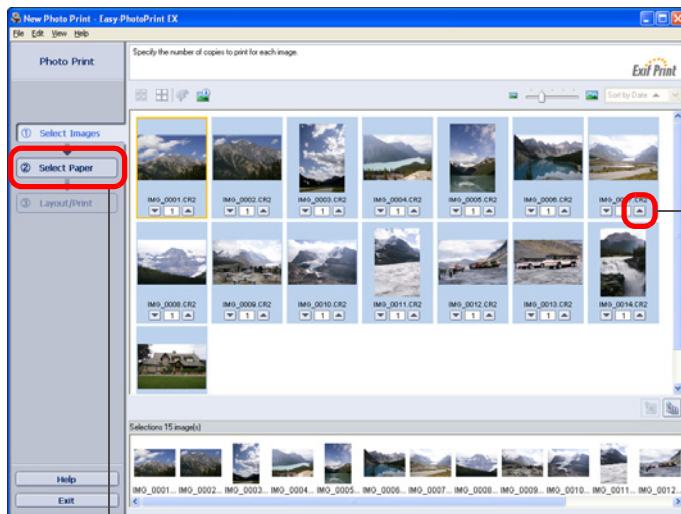 New Photo Print - Easy-PhotoPrint EX
File Edit View Help
Photo Print
Specify the number of copies to print for each image.
Exif Print
Sort by Date
1 Select Images
2 Select Paper
3 Layout/Print
IMG_0001.CR2 IMG_0002.CR2 IMG_0003.CR2 IMG_0004.CR2 IMG_0005.CR2 IMG_0006.CR2 IMG_0007.CR2
1 1 1 1 1 1 1
IMG_0008.CR2 IMG_0009.CR2 IMG_0010.CR2 IMG_0011.CR2 IMG_0012.CR2 IMG_0013.CR2 IMG_0014.CR2
1 1 1 1 1 1 1
Selections 15 image(s)
IMG_0001... IMG_0002... IMG_0003... IMG_0004... IMG_0005... IMG_0006... IMG_0007... IMG_0008... IMG_0009... IMG_0010... IMG_0011... IMG_0012...
Help
Exit